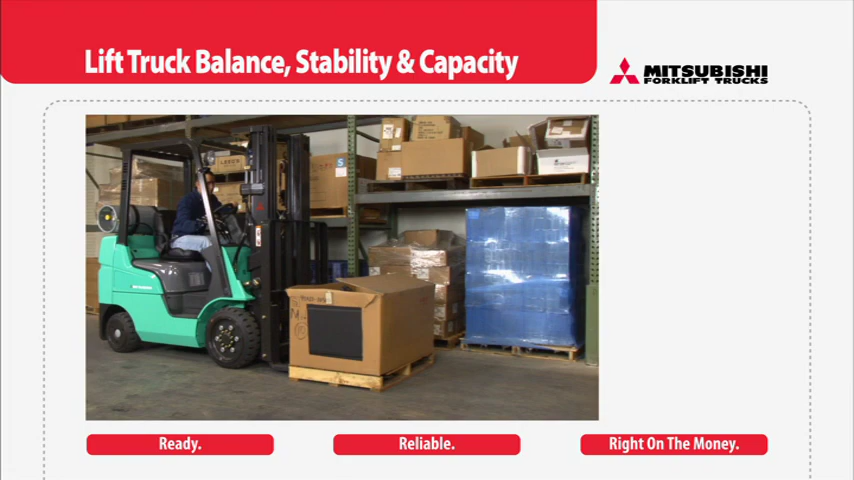 Lift Truck Balance, Stability & Capacity
MITSUBISHI
FORKLIFT TRUCKS
Ready.
Reliable.
Right On The Money.